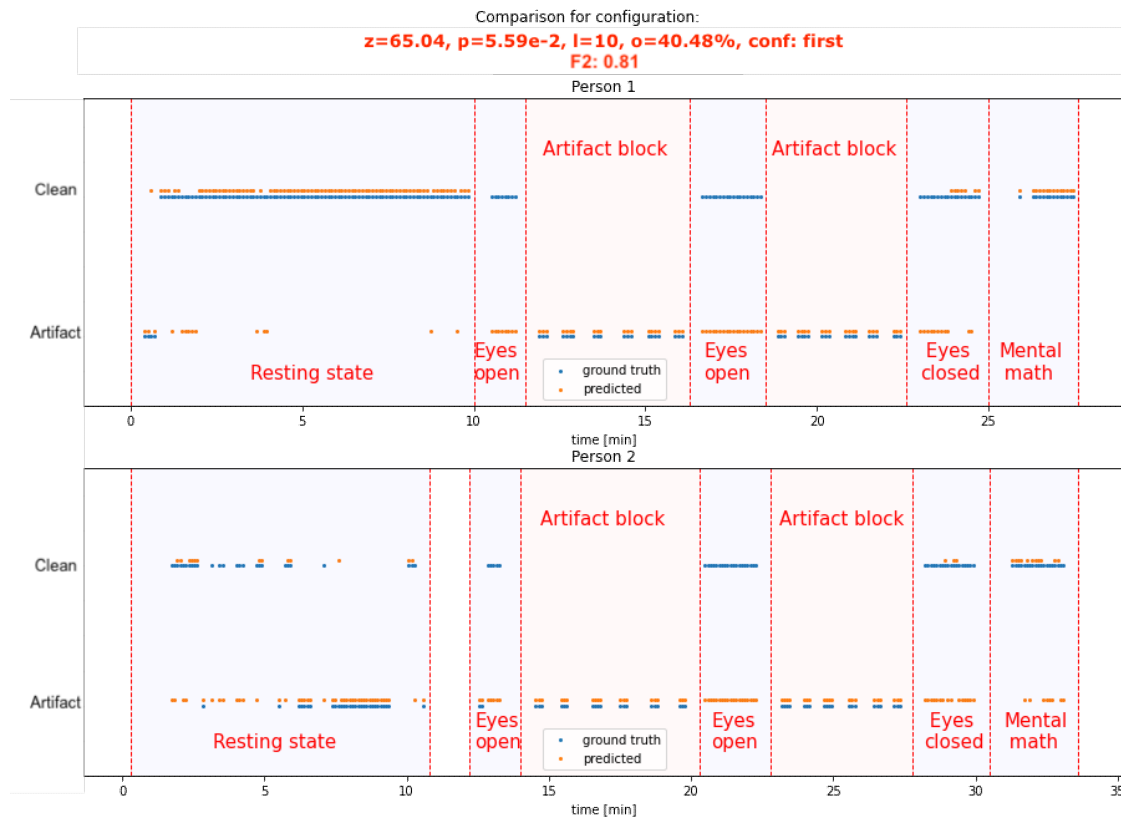 Comparison for configuration:
z=65.04, p=5.59e-2, l=10, o=40.48%, conf: first
F2: 0.81
Person 1
Artifact block
Artifact block
Clean
Artifact
Resting state
Eyes
open
Eyes
open
Eyes
closed
Mental
math
ground truth
predicted
0
5
10
15
20
25
time [min]
Person 2
Artifact block
Artifact block
Clean
Artifact
Resting state
Eyes
open
Eyes
open
Eyes
closed
Mental
math
ground truth
predicted
0
5
10
15
20
25
30
35
time [min]